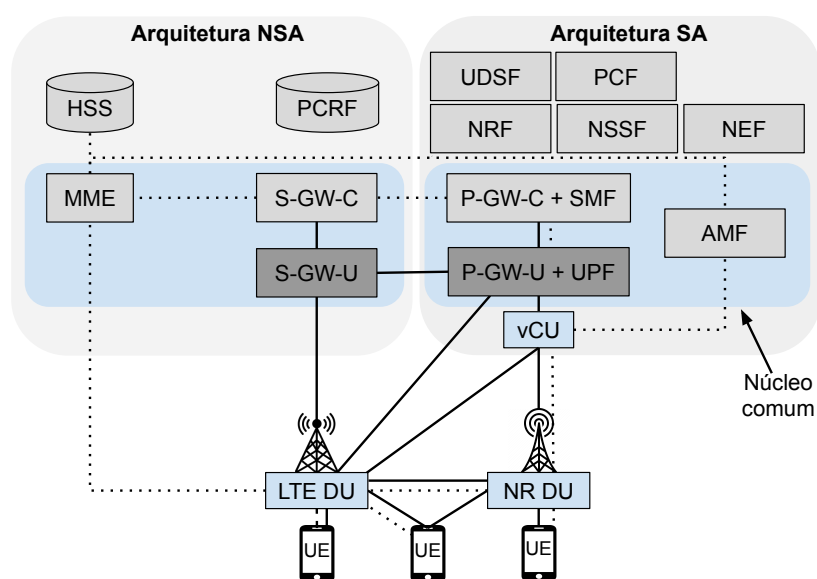 Arquitetura NSA
Arquitetura SA
HSS
PCRF
UDSF
PCF
NRF
NSSF
NEF
MME
S-GW-C
P-GW-C + SMF
AMF
S-GW-U
P-GW-U + UPF
vCU
Núcleo
comum
LTE DU
NR DU
UE
UE
UE